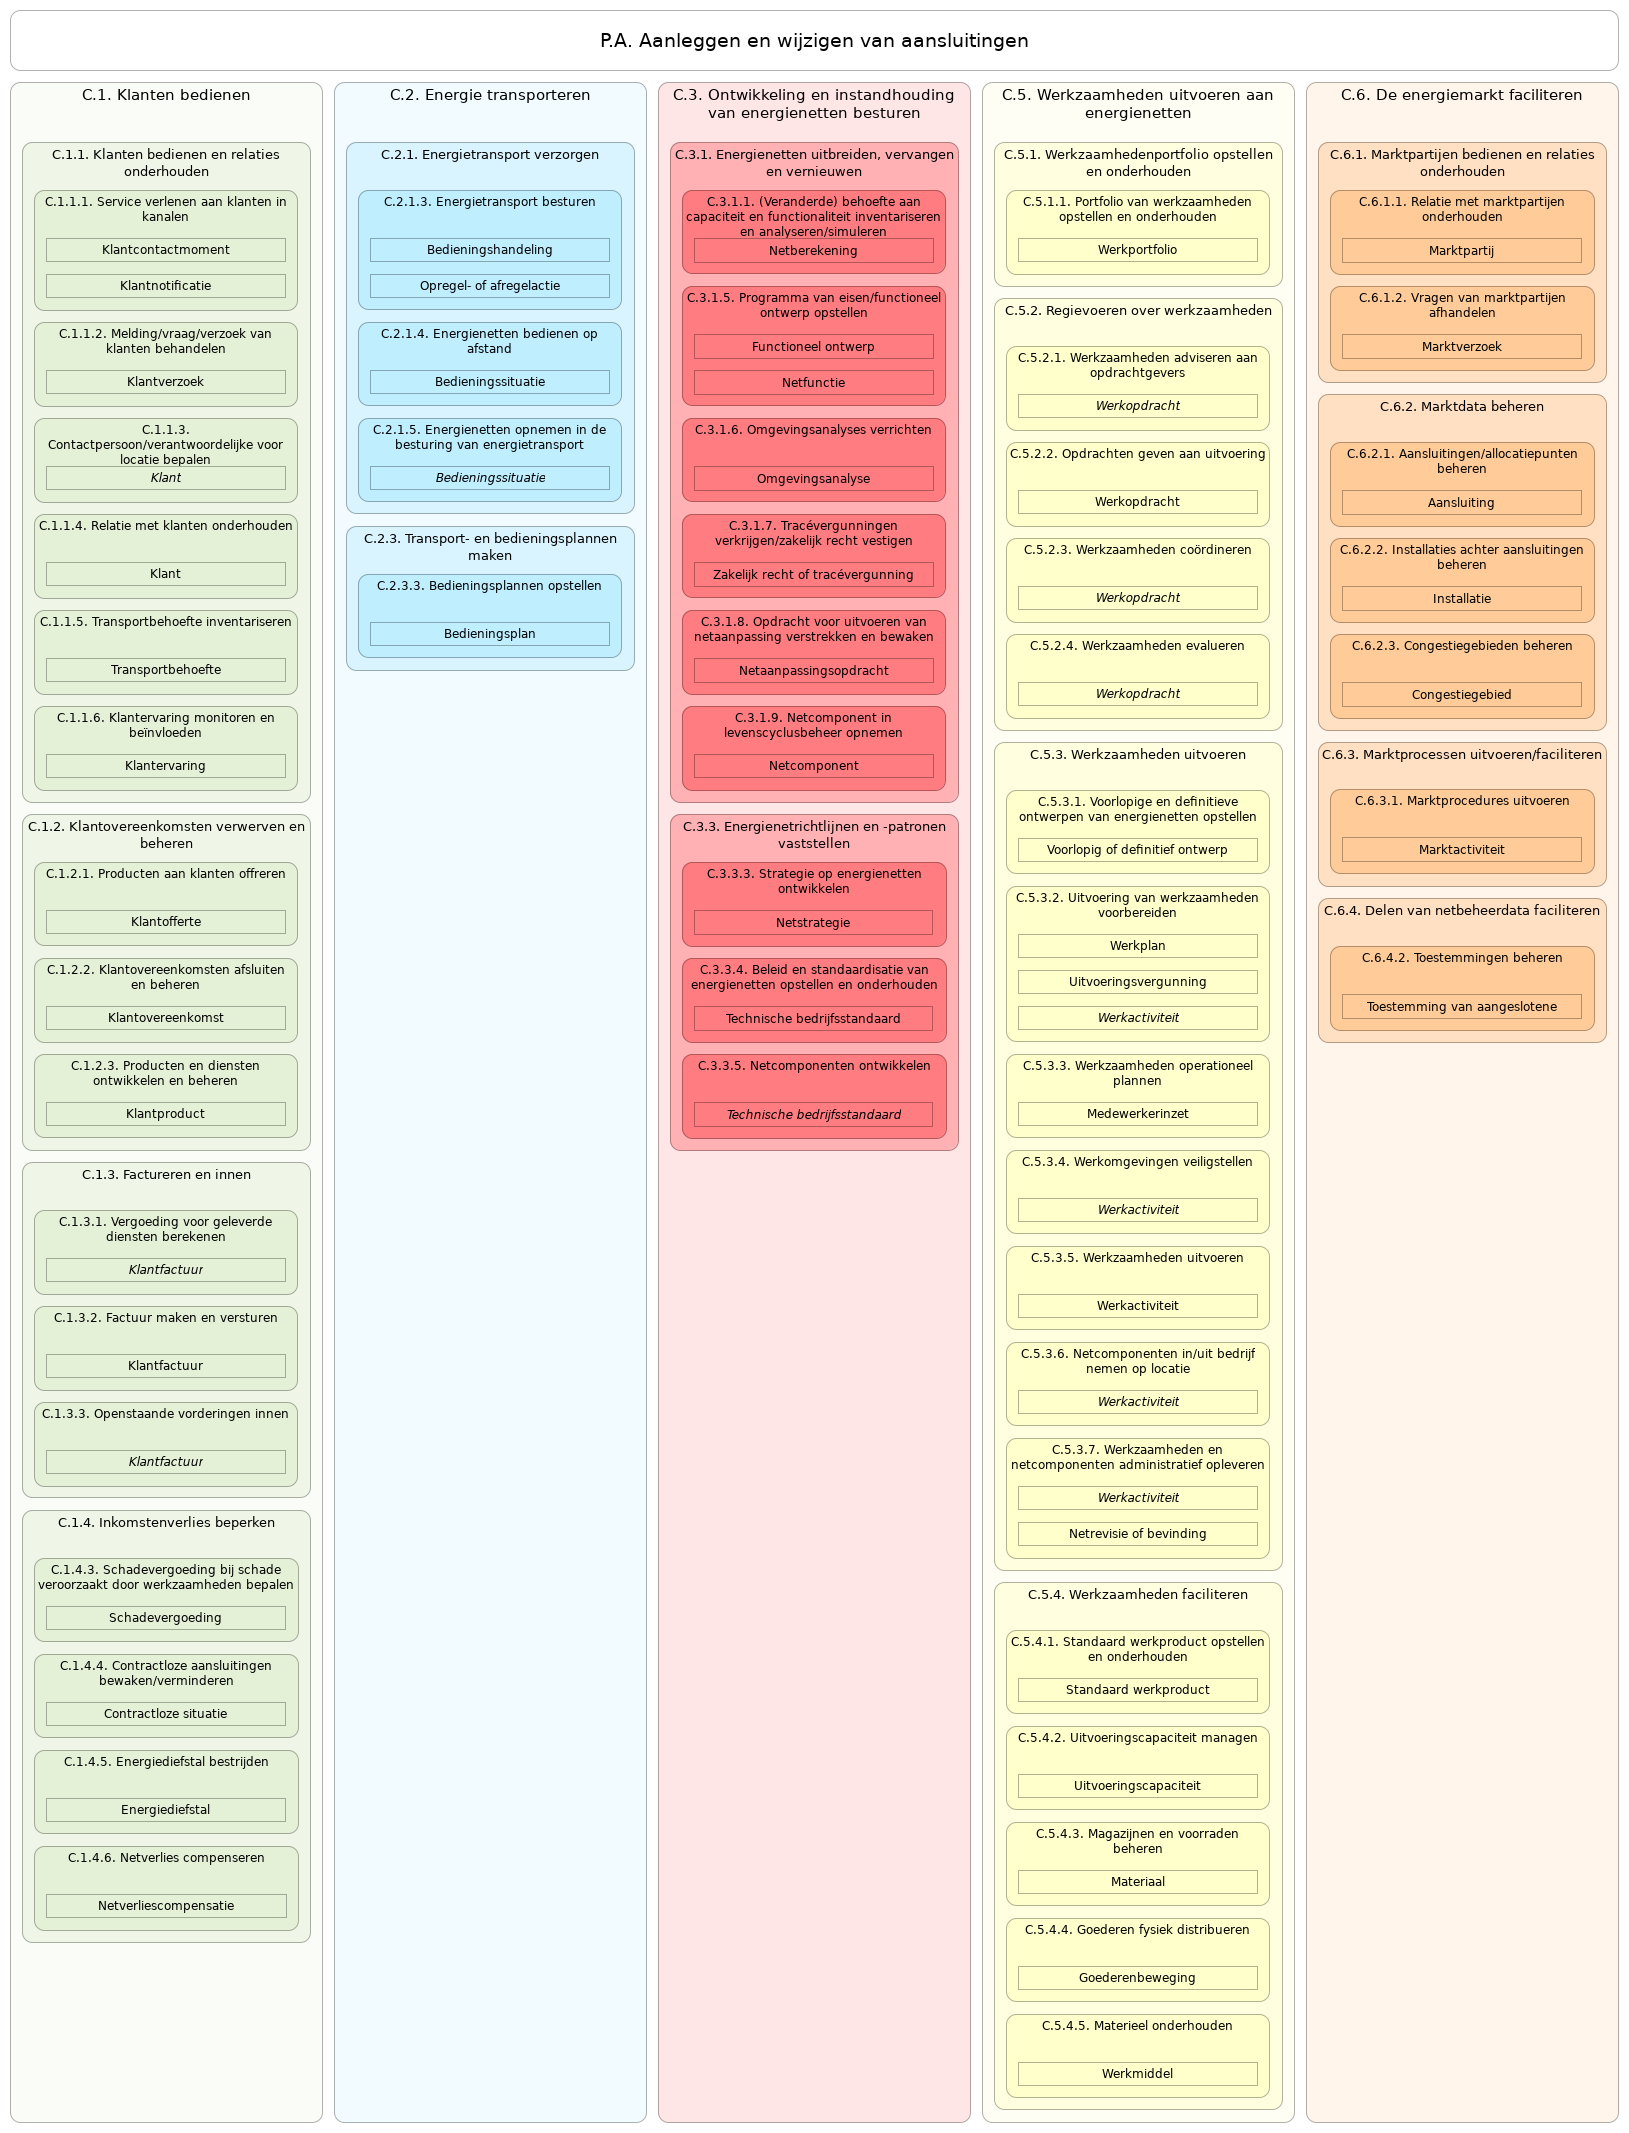 P.A. Aanleggen en wijzigen van aansluitingen
C.1. Klanten bedienen
C.1.1. Klanten bedienen en relaties
onderhouden
C.1.1.1. Service verlenen aan klanten in
kanalen
Klantcontactmoment
Klantnotificatie
C.1.1.2. Melding/vraag/verzoek van
klanten behandelen
Klantverzoek
C.1.1.3.
Contactpersoon/verantwoordelijke voor
locatie bepalen
Klant
C.1.1.4. Relatie met klanten onderhouden
Klant
C.1.1.5. Transportbehoefte inventariseren
Transportbehoefte
C.1.1.6. Klantervaring monitoren en
beïnvloeden
Klantervaring
C.1.2. Klantovereenkomsten verwerven en
beheren
C.1.2.1. Producten aan klanten offreren
Klantofferte
C.1.2.2. Klantovereenkomsten afsluiten
en beheren
Klantovereenkomst
C.1.2.3. Producten en diensten
ontwikkelen en beheren
Klantproduct
C.1.3. Factureren en innen
C.1.3.1. Vergoeding voor geleverde
diensten berekenen
Klantfactuur
C.1.3.2. Factuur maken en versturen
Klantfactuur
C.1.3.3. Openstaande vorderingen innen
Klantfactuur
C.1.4. Inkomstenverlies beperken
C.1.4.3. Schadevergoeding bij schade
veroorzaakt door werkzaamheden bepalen
Schadevergoeding
C.1.4.4. Contractloze aansluitingen
bewaken/verminderen
Contractloze situatie
C.1.4.5. Energiediefstal bestrijden
Energiediefstal
C.1.4.6. Netverlies compenseren
Netverliescompensatie
C.2. Energie transporteren
C.2.1. Energietransport verzorgen
C.2.1.3. Energietransport besturen
Bedieningshandeling
Opregel- of afregelactie
C.2.1.4. Energienetten bedienen op
afstand
Bedieningssituatie
C.2.1.5. Energienetten opnemen in de
besturing van energietransport
Bedieningssituatie
C.2.3. Transport- en bedieningsplannen
maken
C.2.3.3. Bedieningsplannen opstellen
Bedieningsplan
C.3. Ontwikkeling en instandhouding
van energienetten besturen
C.3.1. Energienetten uitbreiden, vervangen
en vernieuwen
C.3.1.1. (Veranderde) behoefte aan
capaciteit en functionaliteit inventariseren
en analyseren/simuleren
Netberekening
C.3.1.5. Programma van eisen/functioneel
ontwerp opstellen
Functioneel ontwerp
Netfunctie
C.3.1.6. Omgevingsanalyses verrichten
Omgevingsanalyse
C.3.1.7. Tracévergunningen
verkrijgen/zakelijk recht vestigen
Zakelijk recht of tracévergunning
C.3.1.8. Opdracht voor uitvoeren van
netaanpassing verstrekken en bewaken
Netaanpassingsopdracht
C.3.1.9. Netcomponent in
levenscyclusbeheer opnemen
Netcomponent
C.3.3. Energienetrichtlijnen en -patronen
vaststellen
C.3.3.3. Strategie op energienetten
ontwikkelen
Netstrategie
C.3.3.4. Beleid en standaardisatie van
energienetten opstellen en onderhouden
Technische bedrijfsstandaard
C.3.3.5. Netcomponenten ontwikkelen
Technische bedrijfsstandaard
C.5. Werkzaamheden uitvoeren aan
energienetten
C.5.1. Werkzaamhedenportfolio opstellen
en onderhouden
C.5.1.1. Portfolio van werkzaamheden
opstellen en onderhouden
Werkportfolio
C.5.2. Regievoeren over werkzaamheden
C.5.2.1. Werkzaamheden adviseren aan
opdrachtgevers
Werkopdracht
C.5.2.2. Opdrachten geven aan uitvoering
Werkopdracht
C.5.2.3. Werkzaamheden coördineren
Werkopdracht
C.5.2.4. Werkzaamheden evalueren
Werkopdracht
C.5.3. Werkzaamheden uitvoeren
C.5.3.1. Voorlopige en definitieve
ontwerpen van energienetten opstellen
Voorlopig of definitief ontwerp
C.5.3.2. Uitvoering van werkzaamheden
voorbereiden
Werkplan
Uitvoeringsvergunning
Werkactiviteit
C.5.3.3. Werkzaamheden operationeel
plannen
Medewerkerinzet
C.5.3.4. Werkomgevingen veiligstellen
Werkactiviteit
C.5.3.5. Werkzaamheden uitvoeren
Werkactiviteit
C.5.3.6. Netcomponenten in/uit bedrijf
nemen op locatie
Werkactiviteit
C.5.3.7. Werkzaamheden en
netcomponenten administratief opleveren
Werkactiviteit
Netrevisie of bevinding
C.5.4. Werkzaamheden faciliteren
C.5.4.1. Standaard werkproduct opstellen
en onderhouden
Standaard werkproduct
C.5.4.2. Uitvoeringscapaciteit managen
Uitvoeringscapaciteit
C.5.4.3. Magazijnen en voorraden
beheren
Materiaal
C.5.4.4. Goederen fysiek distribueren
Goederenbeweging
C.5.4.5. Materieel onderhouden
Werkmiddel
C.6. De energiemarkt faciliteren
C.6.1. Marktpartijen bedienen en relaties
onderhouden
C.6.1.1. Relatie met marktpartijen
onderhouden
Marktpartij
C.6.1.2. Vragen van marktpartijen
afhandelen
Marktverzoek
C.6.2. Marktdata beheren
C.6.2.1. Aansluitingen/allocatiepunten
beheren
Aansluiting
C.6.2.2. Installaties achter aansluitingen
beheren
Installatie
C.6.2.3. Congestiegebieden beheren
Congestiegebied
C.6.3. Marktprocessen uitvoeren/faciliteren
C.6.3.1. Marktprocedures uitvoeren
Marktactiviteit
C.6.4. Delen van netbeheerdata faciliteren
C.6.4.2. Toestemmingen beheren
Toestemming van aangeslotene